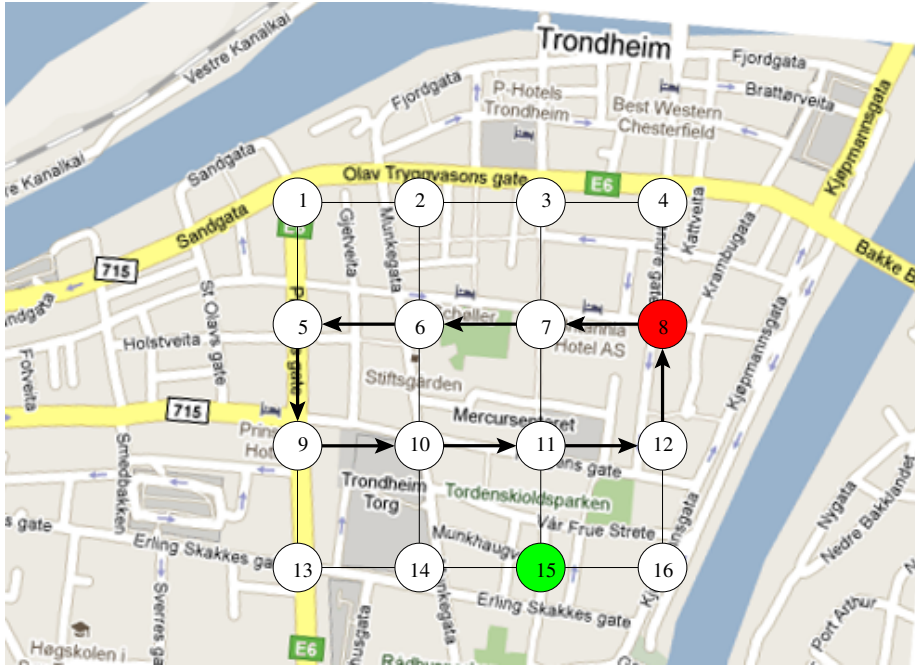 Trondheim
Vestre Kanalkai
Fjordgata
Fjordgata
P-Hotels
Trondheim
Brattørveita
Best Western
Chesterfield
Kjøpmannsgata
Sandgata
Olav Tryggvasons gate
E6
1
2
3
4
Sandgata
Gjetveita
Munkegata
Kattveita
Krambugata
Bakke B
715
St Olavs gate
5
6
7
8
Hotel AS
Holstveita
Fotveita
Stiftsgården
Kjøpmannsgata
715
Mercursenteret
9
10
11
12
Smedbakken
Trondheim
Torg
Tordenskioldsparken
Vår Frue Strete
Nygata
Nedre Bakklandet
Erling Skakkes ga
13
14
15
16
Erling Skakkes gate
Sverres gate
E6
Port Arthur
Høgskolen i